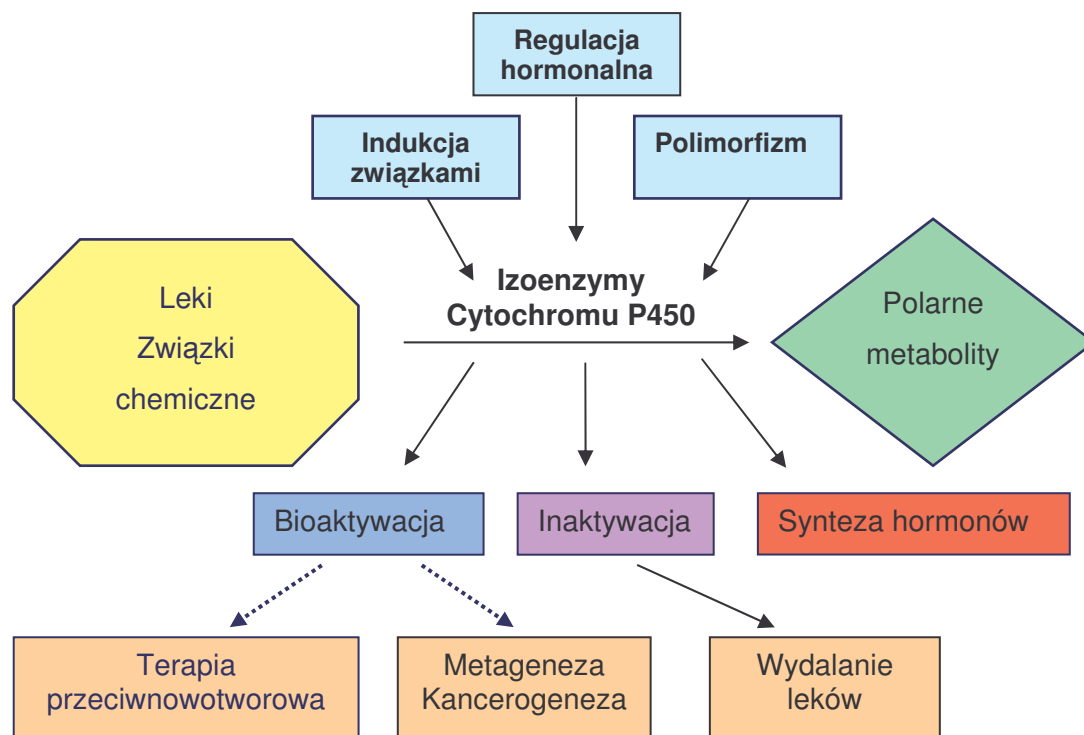 Regulacja
hormonalna
Indukcja
związkami
Polimorfizm
Izoenzymy
Cytochromu P450
Leki
Związki
chemiczne
Polarne
metabolity
Bioaktywacja
Inaktywacja
Synteza hormonów
Terapia
przeciwnowotworowa
Metageneza
Kancerogeneza
Wydalanie
leków